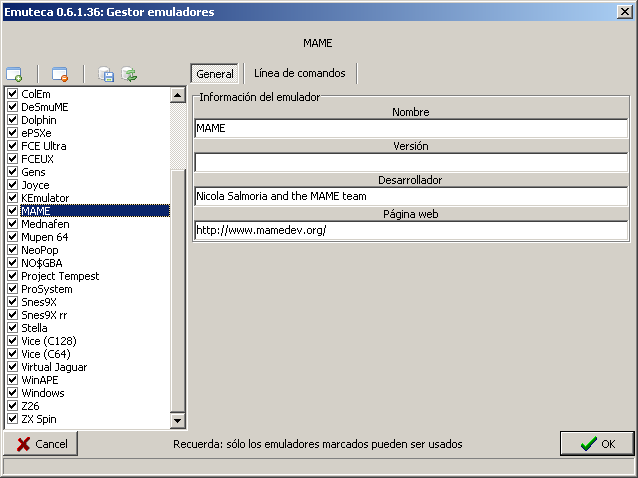 Emuteca 0.6.1.36: Gestor emuladores
MAME
General
Línea de comandos
ColEm
DeSmuME
Dolphin
ePSXe
FCE Ultra
FCEUX
Gens
Joyce
KEmulator
MAME
Mednafen
Mupen 64
NeoPop
NO$GBA
Project Tempest
ProSystem
Snes9X
Snes9X rr
Stella
Vice (C128)
Vice (C64)
Virtual Jaguar
WinAPE
Windows
Z26
ZX Spin
Información del emulador
Nombre
MAME
Versión
Desarrollador
Nicola Salmoria and the MAME team
Página web
http://www.mamedev.org/
Cancel
Recuerda: sólo los emuladores marcados pueden ser usados
OK